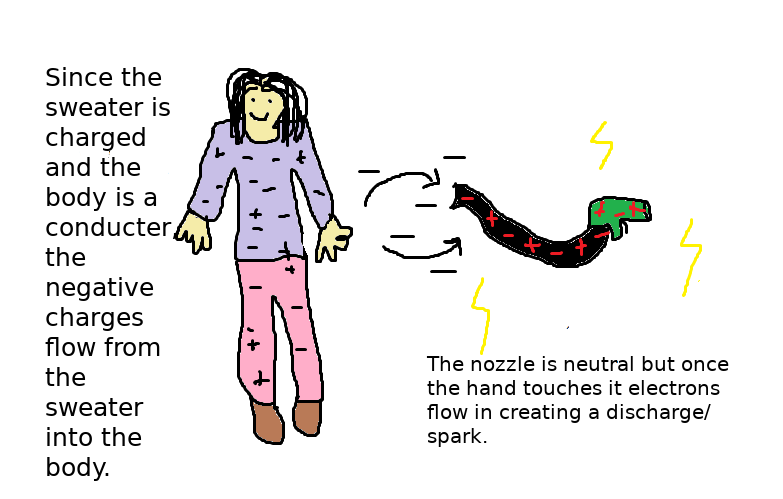 Since the
sweater is
charged
and the
body is a
conducter
the
negative
charges
flow from
the
sweater
into the
body.
The nozzle is neutral but once
the hand touches it electrons
flow in creating a discharge/
spark.